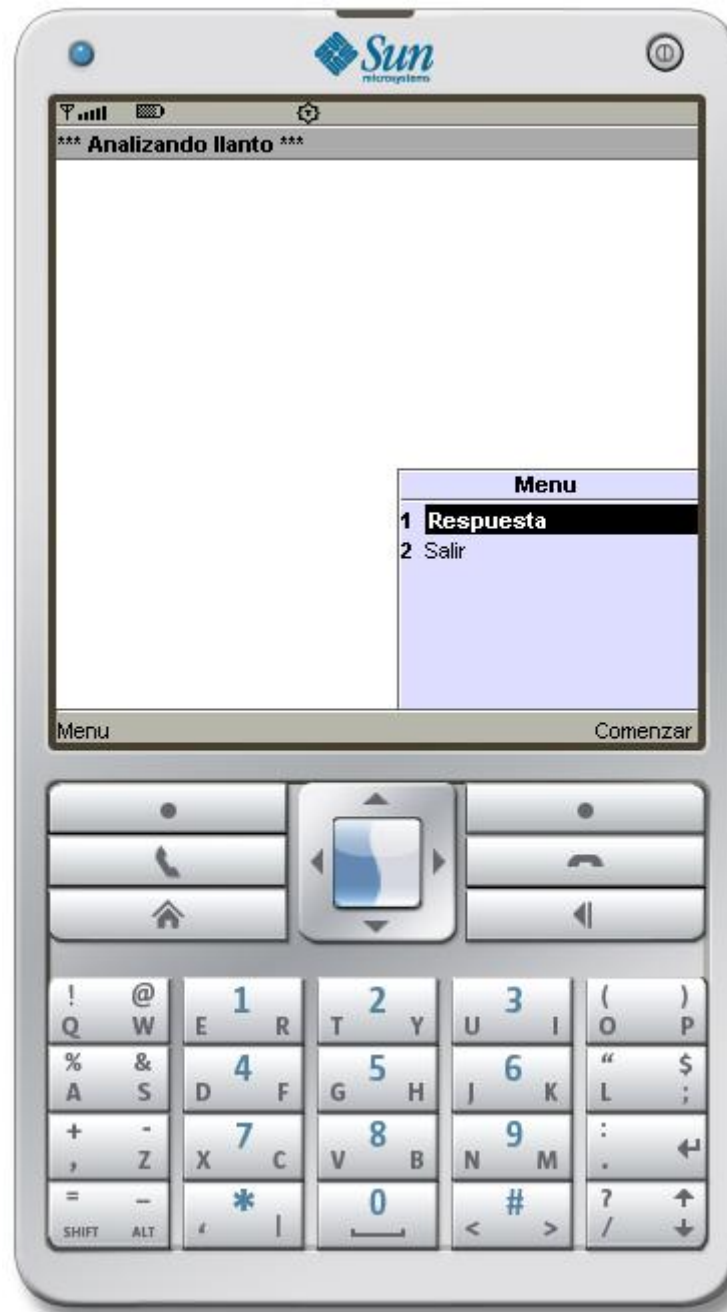 Sun
microsystems
*** Analizando llanto ***
Menu
1 Respuesta
2 Salir
Menu Comenzar
! @ 1 2 3 ( )
Q W E R T Y U I O P
% & 4 5 6 “ $
A S D F G H J K L ;
+ - 7 8 9 :
, Z X C V B N M .
= – * 0 # ?
SHIFT ALT ‘ | < > /